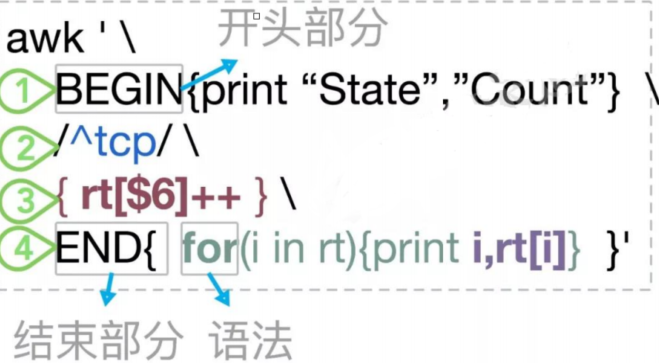 开头部分
awk ' \
1 BEGIN{print “State”,”Count”} \
2 /^tcp/ \
3 { rt[$6]++ } \
4 END{ for(i in rt){print i,rt[i]} }'
结束部分 语法